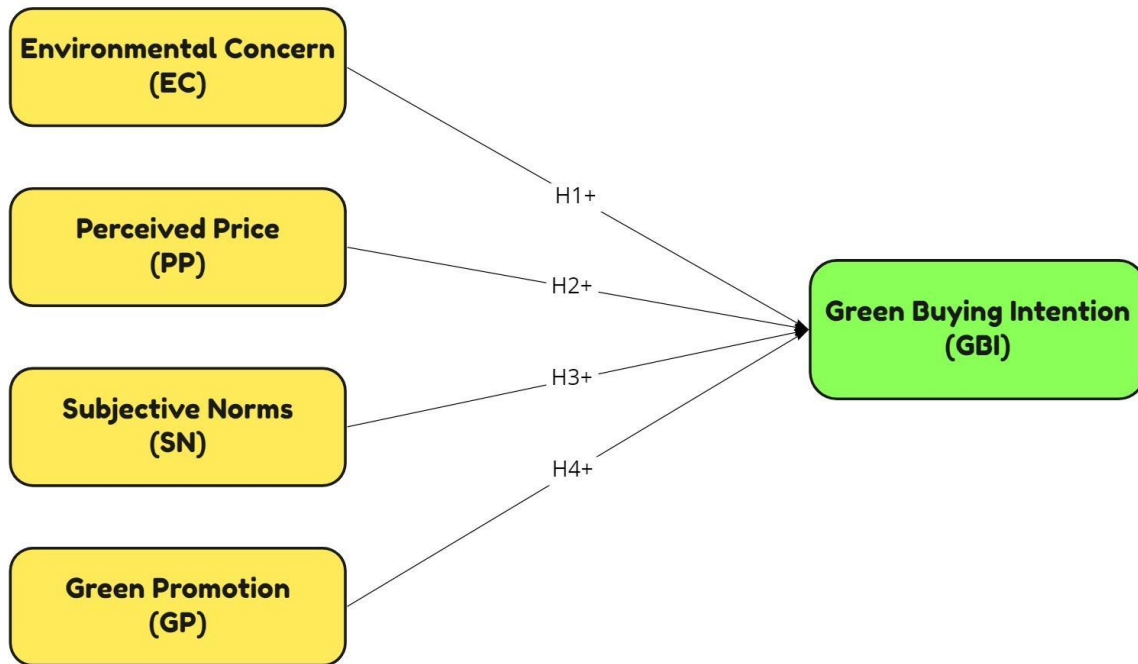 Environmental Concern
(EC)
H1+
Perceived Price
(PP)
H2+
Green Buying Intention
(GBI)
Subjective Norms
(SN)
H3+
H4+
Green Promotion
(GP)